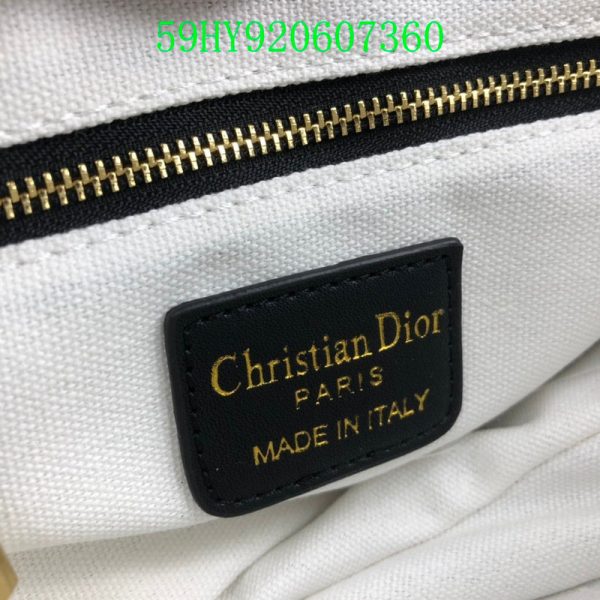 59HY920607360
Christian Dior
PARIS
MADE IN ITALY